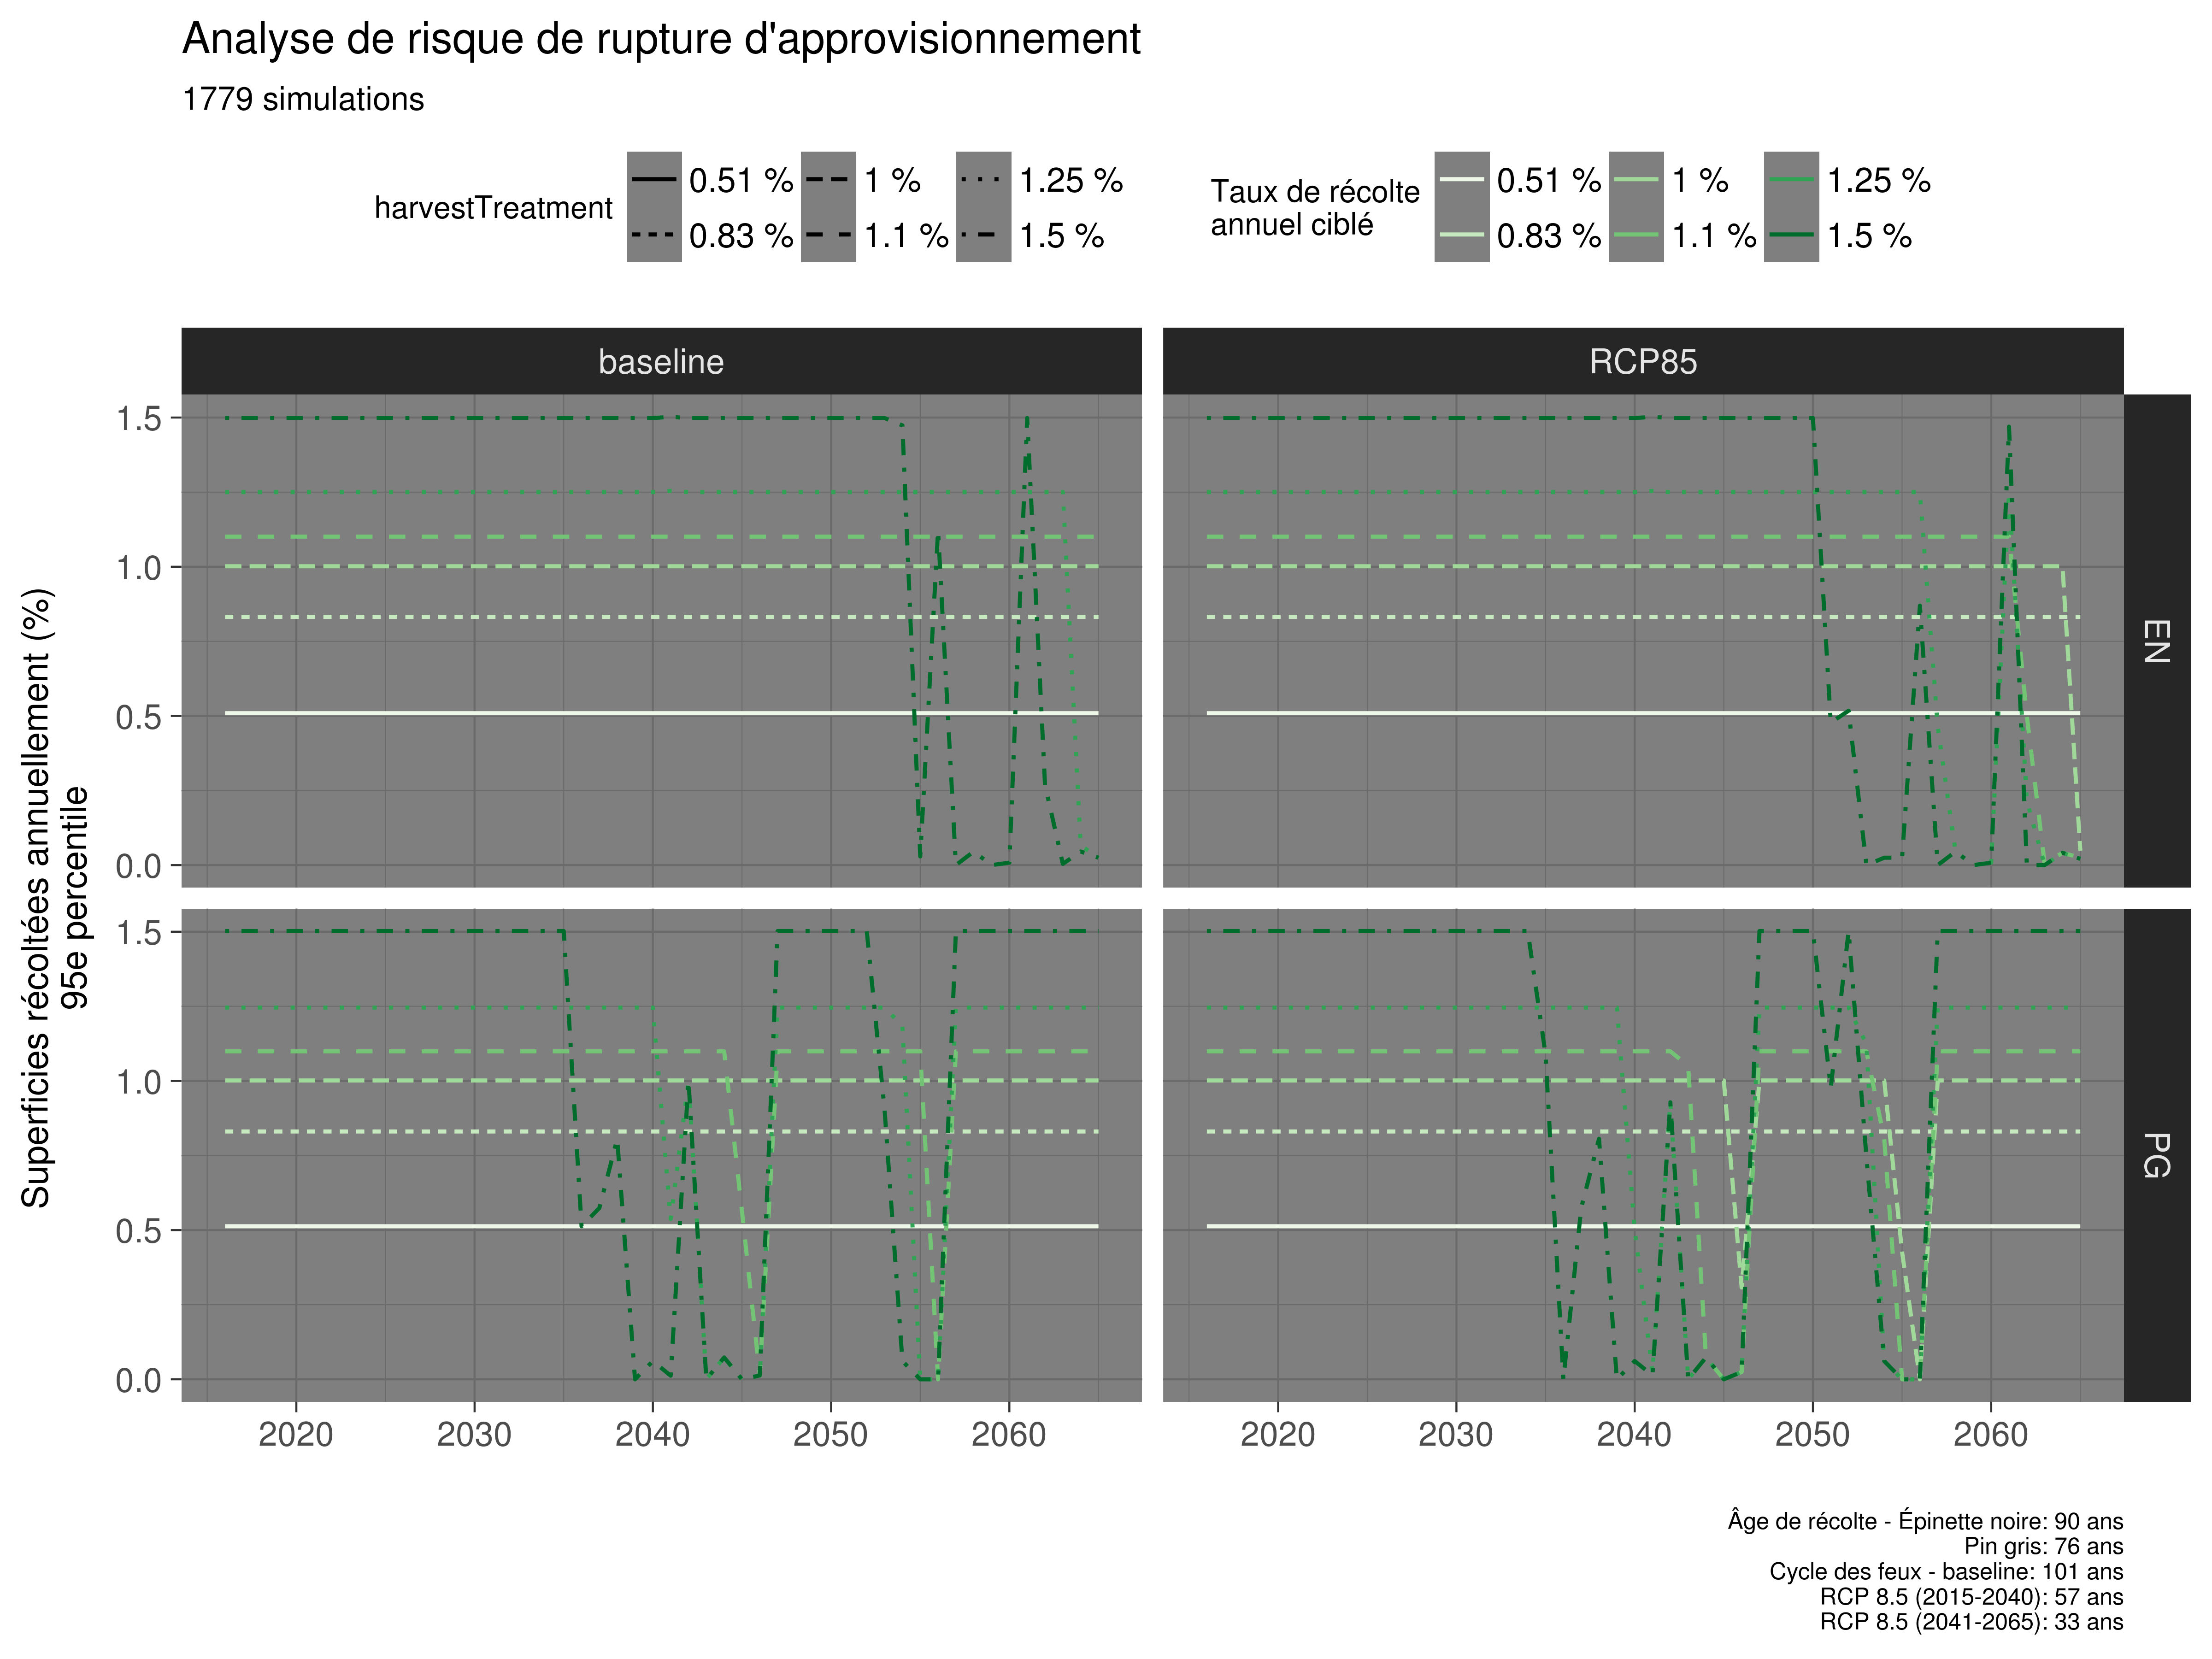 Analyse de risque de rupture d'approvisionnement
1779 simulations
harvestTreatment
0.51 %
1 %
1.25 %
0.83 %
1.1 %
1.5 %
Taux de récolte
annuel ciblé
0.51 %
1 %
1.25 %
0.83 %
1.1 %
1.5 %
baseline
RCP85
Superficies récoltées annuellement (%)
95e percentile
1.5
1.0
0.5
0.0
EN
1.5
1.0
0.5
0.0
PG
2020
2030
2040
2050
2060
2020
2030
2040
2050
2060
Âge de récolte - Épinette noire: 90 ans
Pin gris: 76 ans
Cycle des feux - baseline: 101 ans
RCP 8.5 (2015-2040): 57 ans
RCP 8.5 (2041-2065): 33 ans